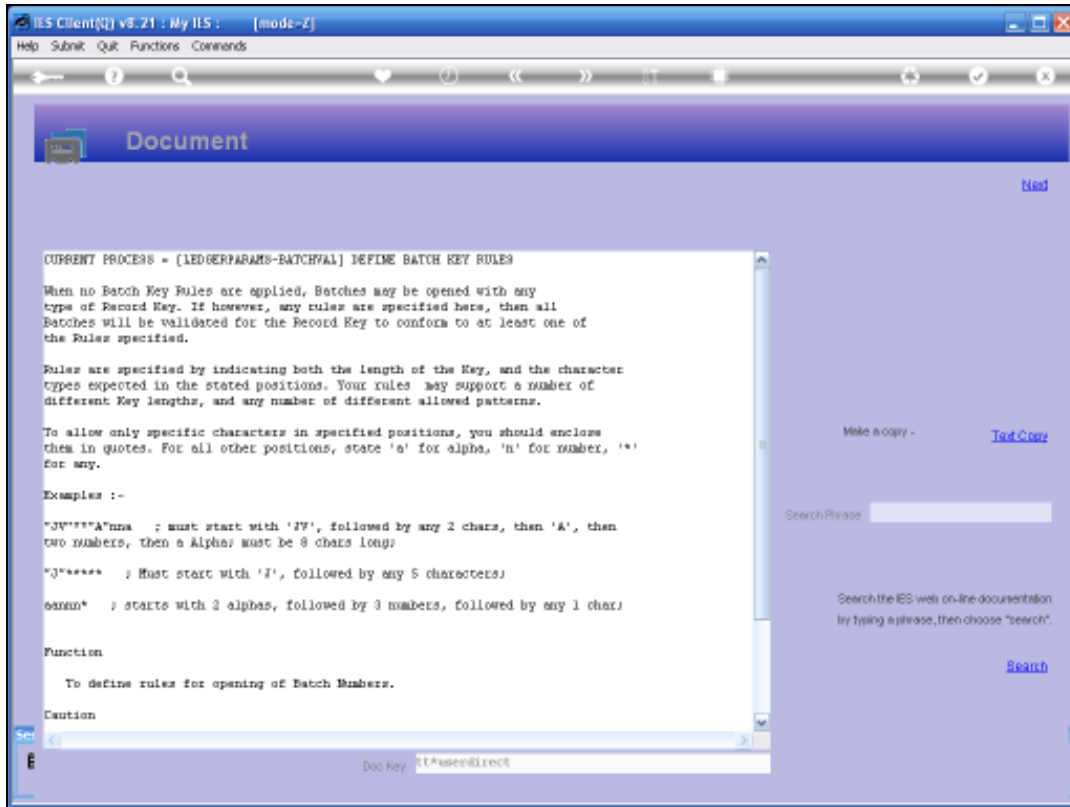 IES Client(Q) v8.21 : My IES : [mode-Z]
Help Submit Quit Functions Commands
Document
Next
CURRENT PROCESS = [LEDGERPARAMS-BATCHVAL] DEFINE BATCH KEY RULES
When no Batch Key Rules are applied, Batches may be opened with any
type of Record Key. If however, any rules are specified here, then all
Batches will be validated for the Record Key to conform to at least one of
the Rules specified.
Rules are specified by indicating both the length of the Key, and the character
types expected in the stated positions. Your rules may support a number of
different Key lengths, and any number of different allowed patterns.
To allow only specific characters in specified positions, you should enclose
them in quotes. For all other positions, state 'a' for alpha, 'n' for number, '*'
for any.
Make a copy -
Text Copy
Examples :-
"JV"**"A"nna ; must start with 'JV', followed by any 2 chars, then 'A', then
two numbers, then a Alpha; must be 8 chars long;
Search Phrase
"J"***** ; Must start with 'J', followed by any 5 characters;
aannn* ; starts with 2 alphas, followed by 3 numbers, followed by any 1 char;
Search the IES web on-line documentation
by typing a phrase, then choose "search".
Function
To define rules for opening of Batch Numbers.
Search
Caution
Ses
Doc Key tt*userdirect